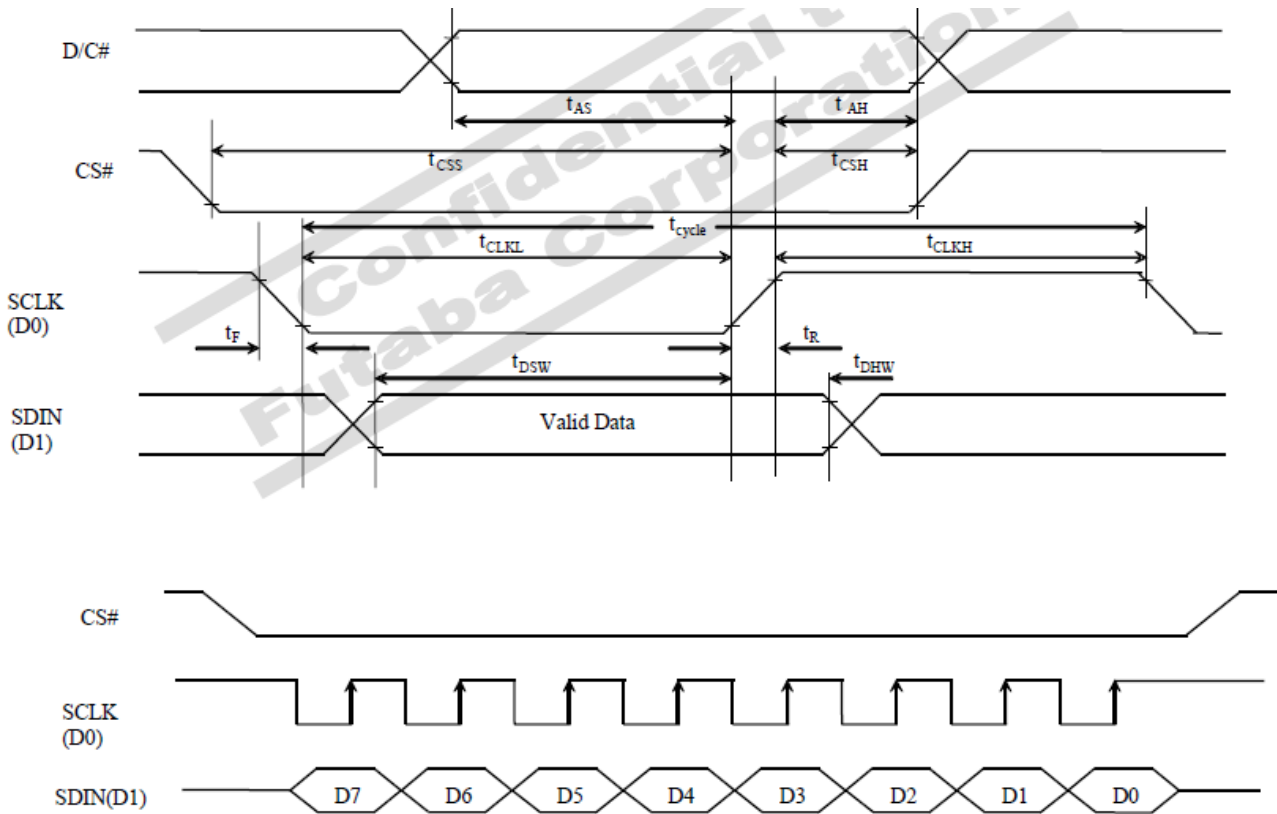 D/C#
t_AS
t_AH
CS#
t_CSS
t_CSH
t_cycle
t_CLKL
t_CLKH
SCLK
(D0)
t_F
t_R
t_DSW
t_DHW
SDIN
(D1)
Valid Data
Confidential t
Futaba Corporation
CS#
SCLK
(D0)
SDIN(D1)
D7 D6 D5 D4 D3 D2 D1 D0